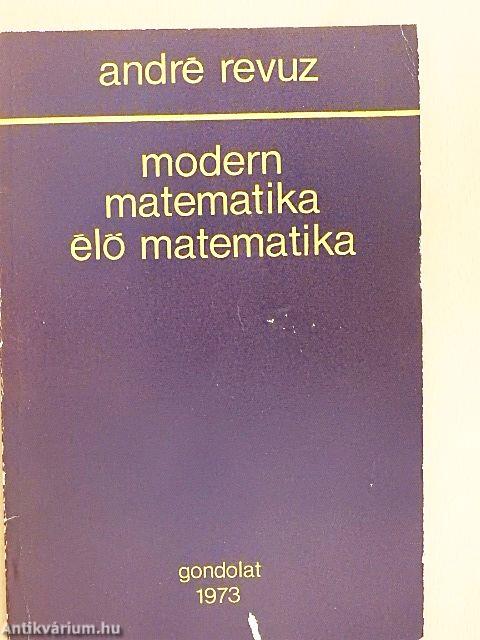 andré revuz
modern
matematika
élő matematika
gondolat
1973
Antikvárium.hu